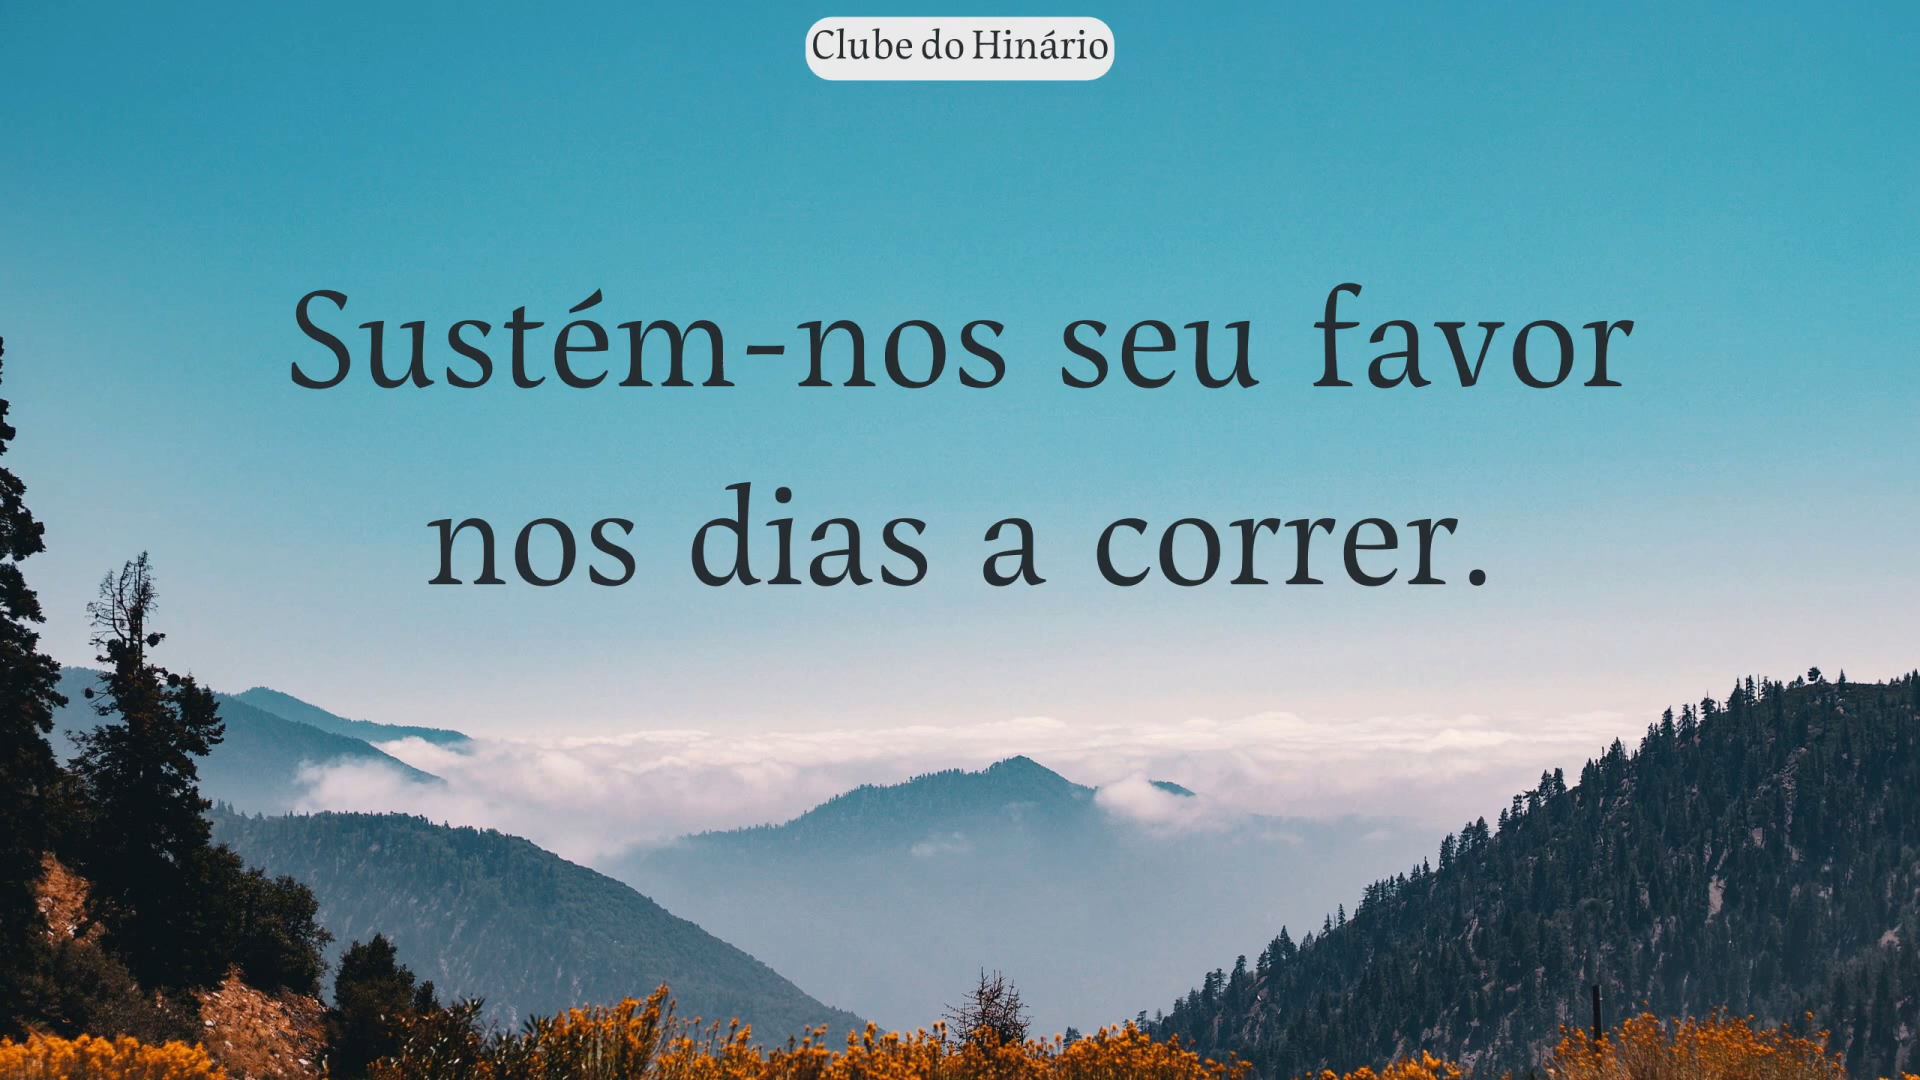 Clube do Hinário
Sustém-nos seu favor
nos dias a correr.